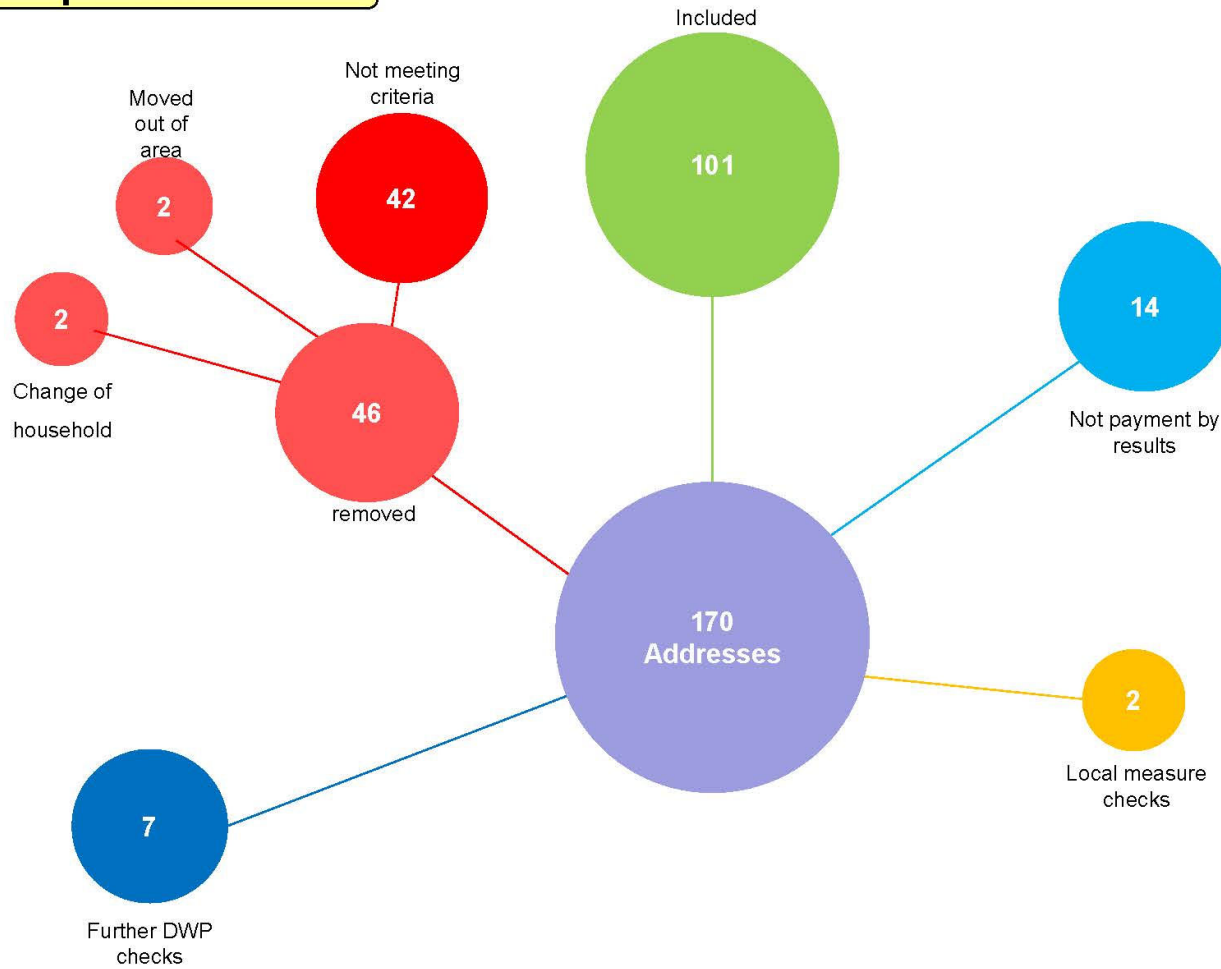 Included
Not meeting
criteria
Moved
out of
area
101
42
2
14
2
Change of
household
46
removed
Not payment by
results
170
Addresses
2
Local measure
checks
7
Further DWP
checks